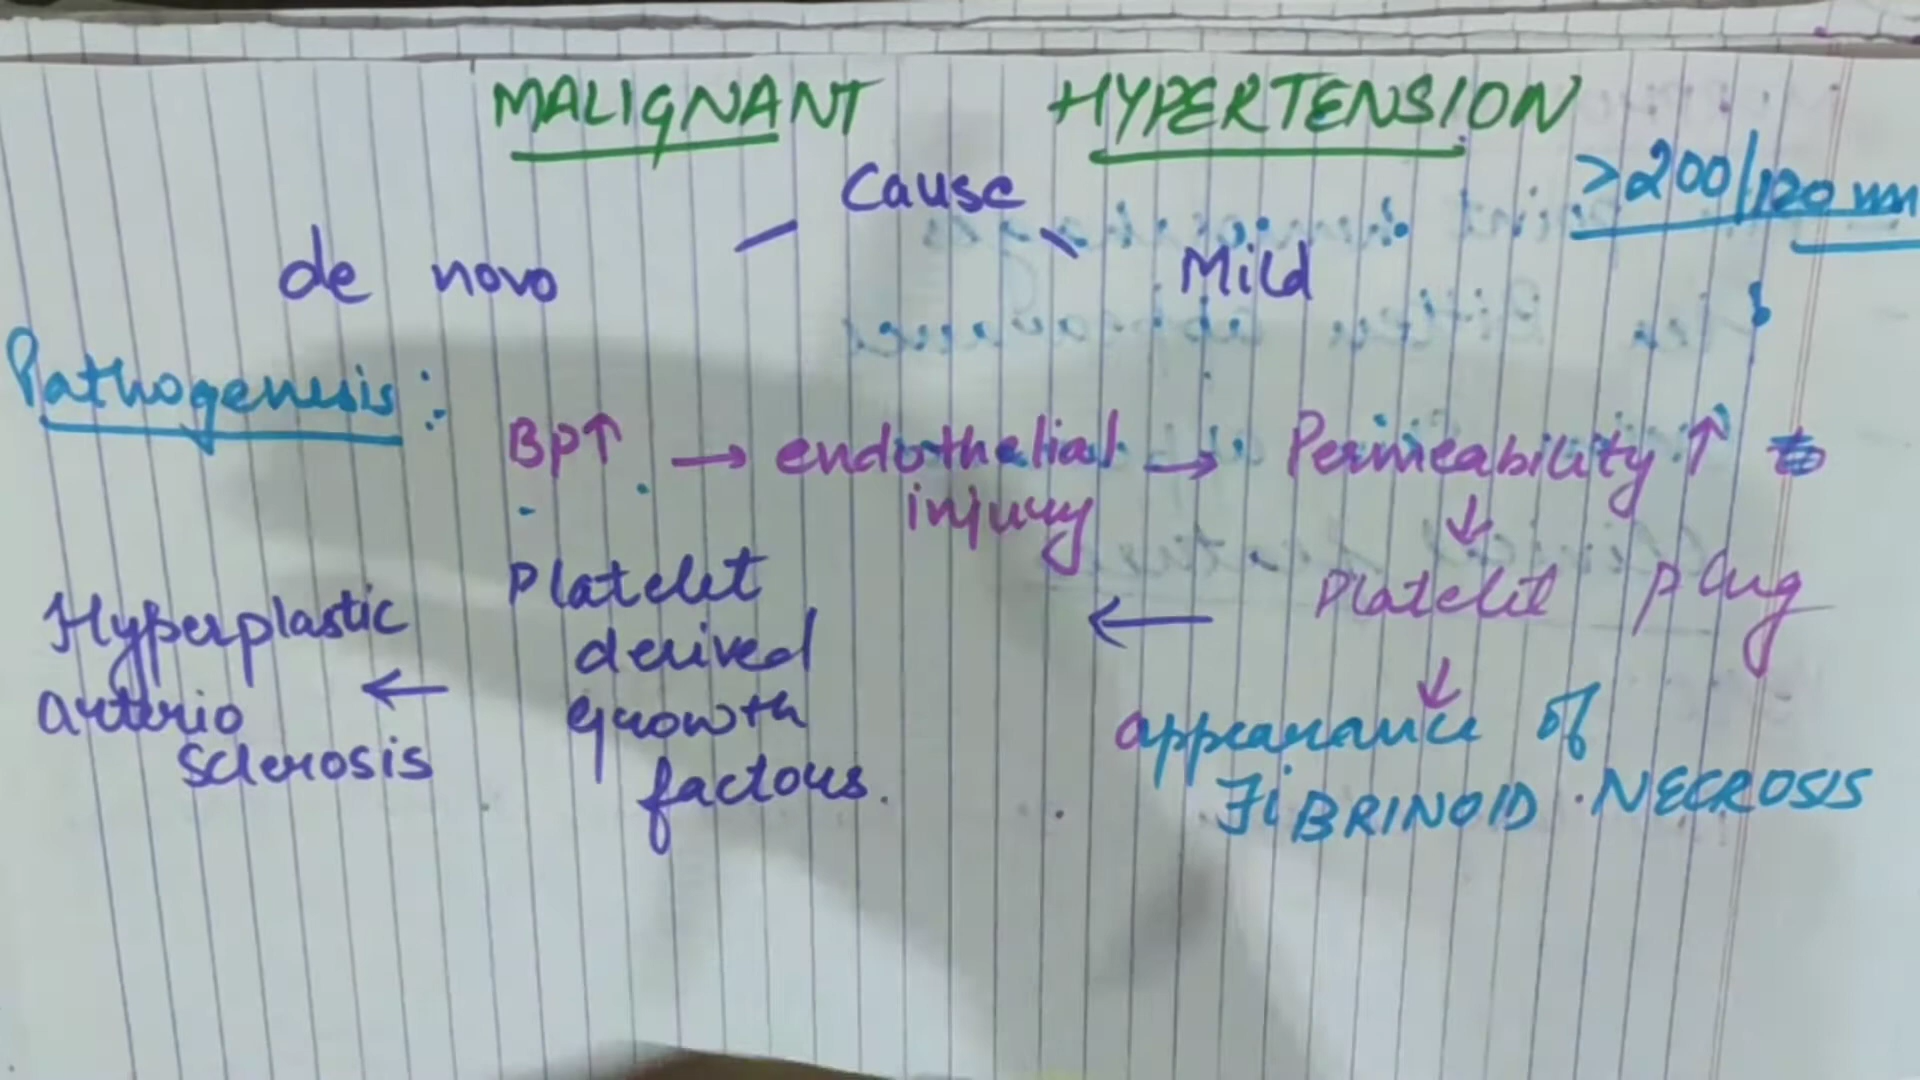 MALIGNANT HYPERTENSION
>200/120 mm
Cause
de novo Mild
Pathogenesis:
BP↑ → endothelial injury → Permeability ↑
↓
Platelet plug
↓
appearance of
FIBRINOID NECROSIS
←
Platelet
derived
growth
factors.
←
Hyperplastic
arterio
sclerosis